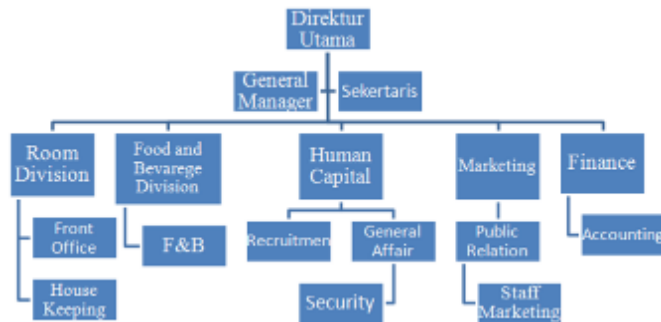 Direktur
Utama
General
Manager
Sekertaris
Room
Division
Food and
Bevarege
Division
Human
Capital
Marketing
Finance
Front
Office
F&B
Recruitmen
General
Affair
Public
Relation
Accounting
House
Keeping
Security
Staff
Marketing